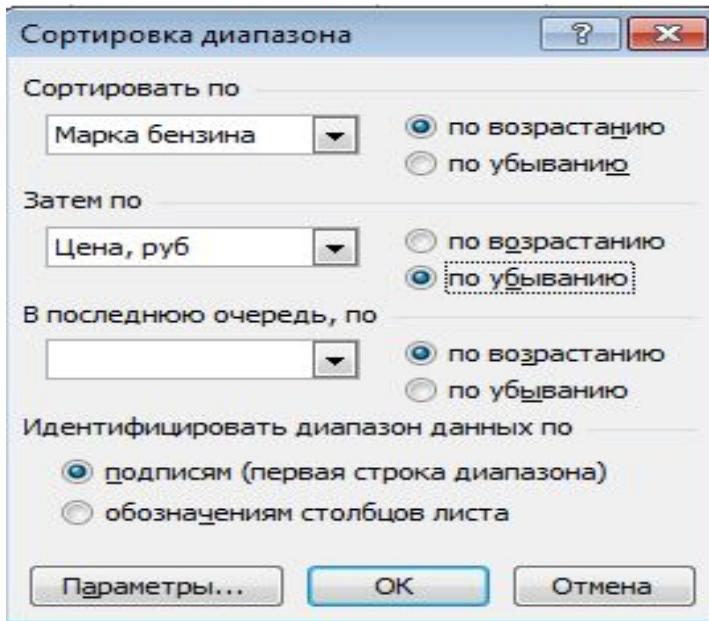 Сортировка диапазона
Сортировать по
Марка бензина
по возрастанию
по убыванию
Затем по
Цена, руб
по возрастанию
по убыванию
В последнюю очередь, по
по возрастанию
по убыванию
Идентифицировать диапазон данных по
подписям (первая строка диапазона)
обозначениям столбцов листа
Параметры... ОК Отмена